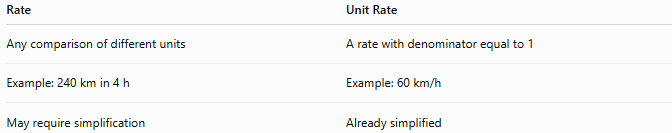 Rate Unit Rate
Any comparison of different units A rate with denominator equal to 1
Example: 240 km in 4 h Example: 60 km/h
May require simplification Already simplified